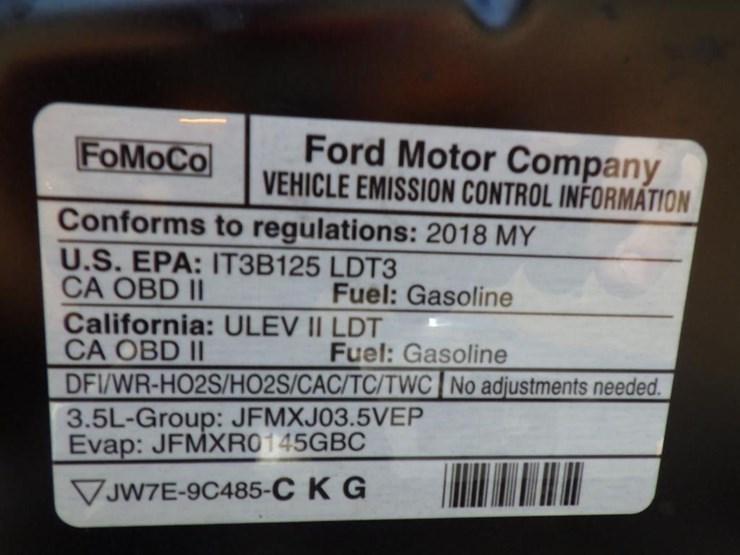 FoMoCo
Ford Motor Company
VEHICLE EMISSION CONTROL INFORMATION
Conforms to regulations: 2018 MY
U.S. EPA: IT3B125 LDT3
CA OBD II Fuel: Gasoline
California: ULEV II LDT
CA OBD II Fuel: Gasoline
DFI/WR-HO2S/HO2S/CAC/TC/TWC No adjustments needed.
3.5L-Group: JFMXJ03.5VEP
Evap: JFMXR0145GBC
JW7E-9C485-C K G